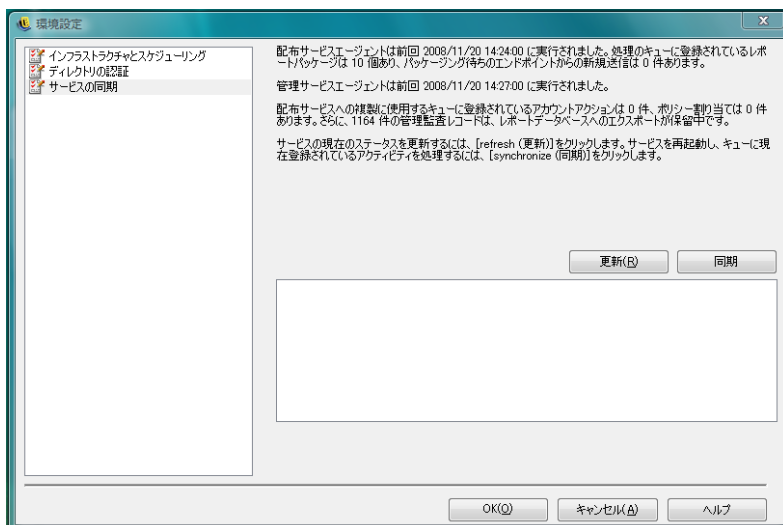 環境設定
インフラストラクチャとスケジューリング
ディレクトリの認証
サービスの同期
配布サービスエージェントは前回 2008/11/20 14:24:00 に実行されました。処理のキューに登録されているレポ
ートパッケージは 10 個あり、パッケージング待ちのエンドポイントからの新規送信は 0 件あります。
管理サービスエージェントは前回 2008/11/20 14:27:00 に実行されました。
配布サービスへの複製に使用するキューに登録されているアカウントアクションは 0 件、ポリシー割り当ては 0 件
あります。さらに、1164 件の管理監査レコードは、レポートデータベースへのエクスポートが保留中です。
サービスの現在のステータスを更新するには、[refresh (更新)]をクリックします。サービスを再起動し、キューに現
在登録されているアクティビティを処理するには、[synchronize (同期)]をクリックします。
更新(R)
同期
OK(O)
キャンセル(A)
ヘルプ